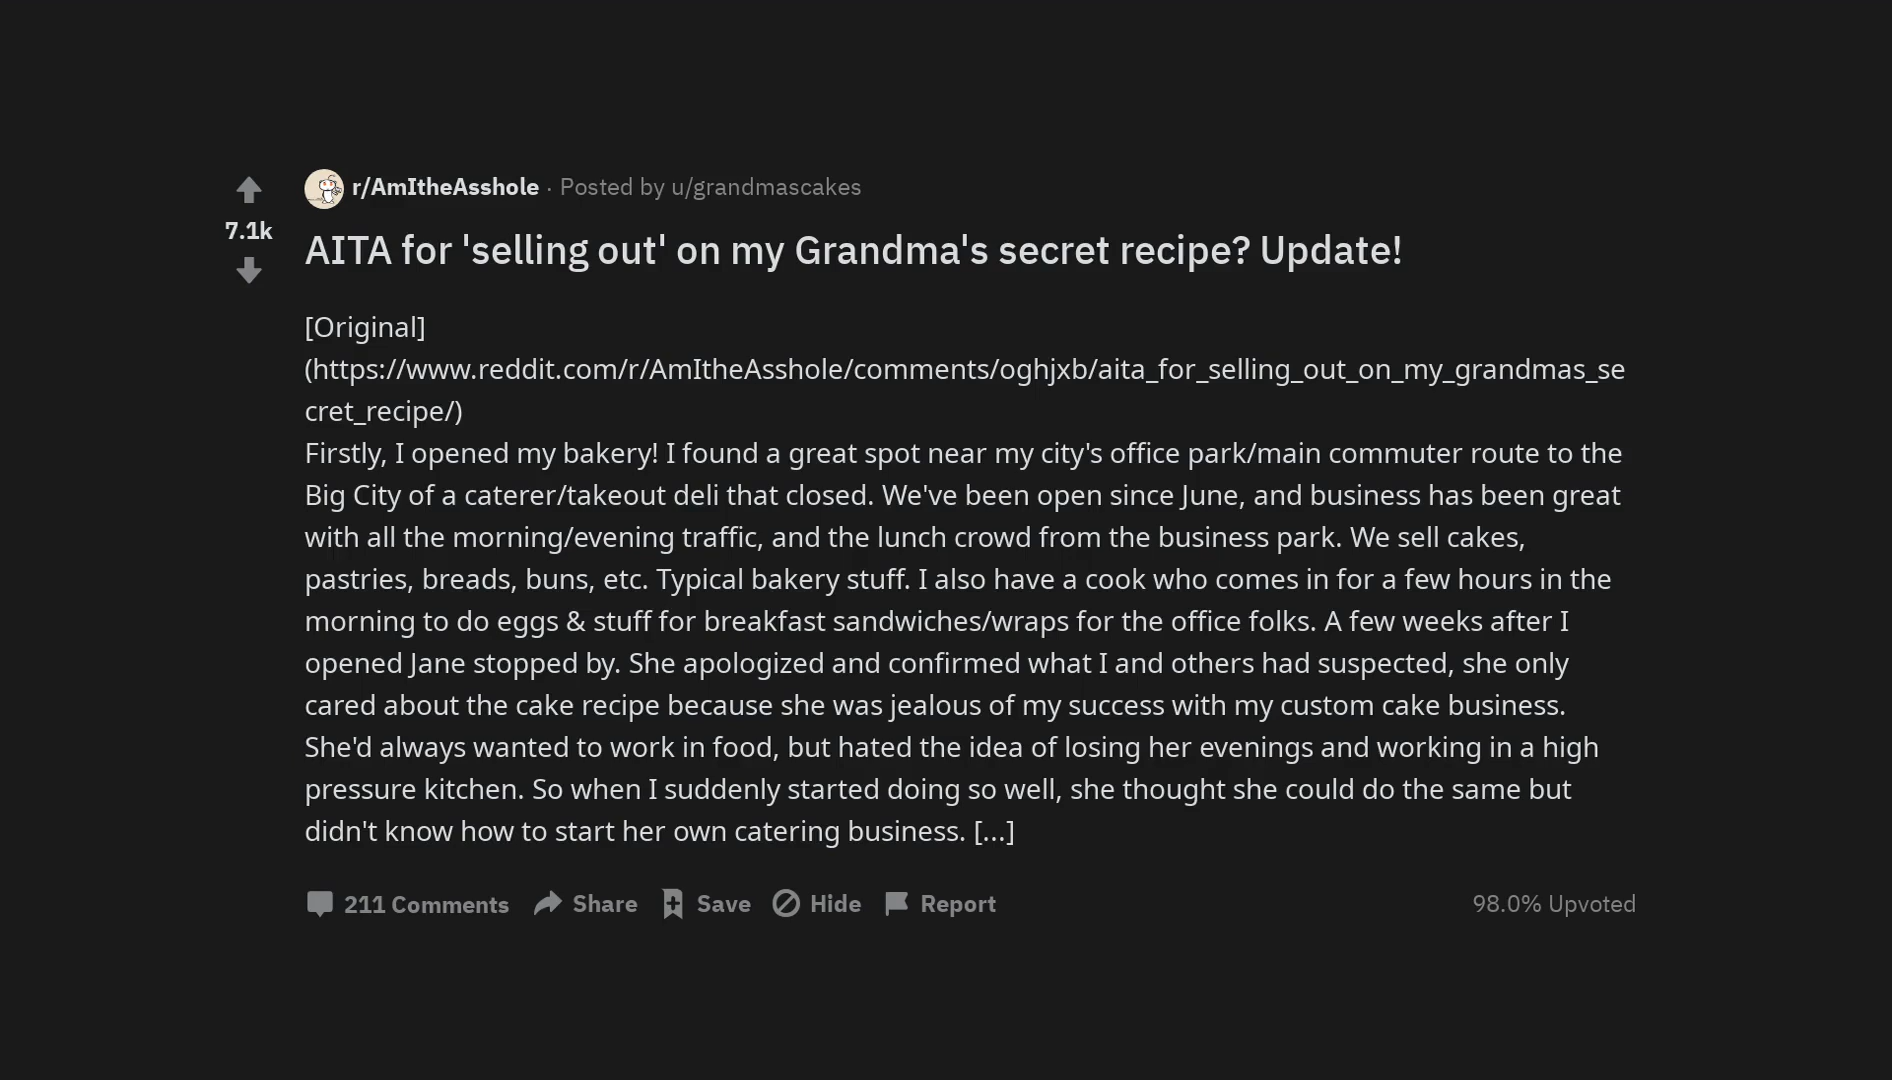 r/AmItheAsshole · Posted by u/grandmascakes
7.1k
AITA for 'selling out' on my Grandma's secret recipe? Update!
[Original]
(https://www.reddit.com/r/AmItheAsshole/comments/oghjxb/aita_for_selling_out_on_my_grandmas_se
cret_recipe/)
Firstly, I opened my bakery! I found a great spot near my city's office park/main commuter route to the
Big City of a caterer/takeout deli that closed. We've been open since June, and business has been great
with all the morning/evening traffic, and the lunch crowd from the business park. We sell cakes,
pastries, breads, buns, etc. Typical bakery stuff. I also have a cook who comes in for a few hours in the
morning to do eggs & stuff for breakfast sandwiches/wraps for the office folks. A few weeks after I
opened Jane stopped by. She apologized and confirmed what I and others had suspected, she only
cared about the cake recipe because she was jealous of my success with my custom cake business.
She'd always wanted to work in food, but hated the idea of losing her evenings and working in a high
pressure kitchen. So when I suddenly started doing so well, she thought she could do the same but
didn't know how to start her own catering business. [...]
211 Comments Share Save Hide Report 98.0% Upvoted